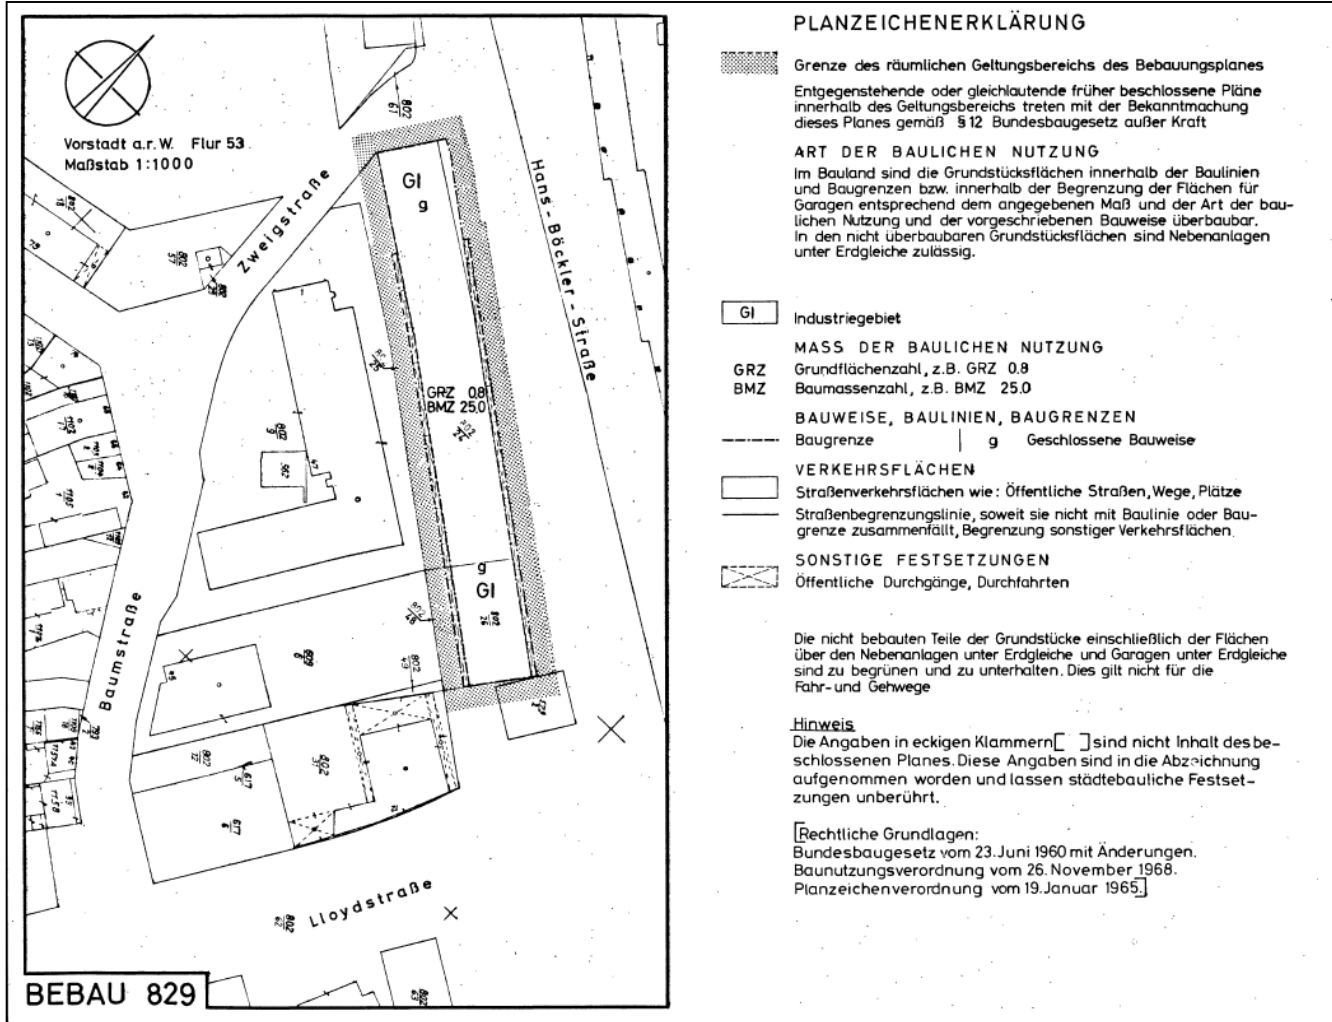 Vorstadt a.r.W. Flur 53
Maßstab 1:1000
Zweigstraße
Hans-Böckler-Straße
Baumstraße
Lloydstraße
GI
g
GRZ 0.8
BMZ 25.0
g
GI
BEBAU 829
PLANZEICHENERKLÄRUNG
Grenze des räumlichen Geltungsbereichs des Bebauungsplanes
Entgegenstehende oder gleichlautende früher beschlossene Pläne
innerhalb des Geltungsbereichs treten mit der Bekanntmachung
dieses Planes gemäß § 12 Bundesbaugesetz außer Kraft
ART DER BAULICHEN NUTZUNG
Im Bauland sind die Grundstücksflächen innerhalb der Baulinien
und Baugrenzen bzw. innerhalb der Begrenzung der Flächen für
Garagen entsprechend dem angegebenen Maß und der Art der bau-
lichen Nutzung und der vorgeschriebenen Bauweise überbaubar.
In den nicht überbaubaren Grundstücksflächen sind Nebenanlagen
unter Erdgleiche zulässig.
GI Industriegebiet
MASS DER BAULICHEN NUTZUNG
GRZ Grundflächenzahl, z.B. GRZ 0.8
BMZ Baumassenzahl, z.B. BMZ 25.0
BAUWEISE, BAULINIEN, BAUGRENZEN
Baugrenze g Geschlossene Bauweise
VERKEHRSFLÄCHEN
Straßenverkehrsflächen wie: Öffentliche Straßen, Wege, Plätze
Straßenbegrenzungslinie, soweit sie nicht mit Baulinie oder Bau-
grenze zusammenfällt, Begrenzung sonstiger Verkehrsflächen
SONSTIGE FESTSETZUNGEN
Öffentliche Durchgänge, Durchfahrten
Die nicht bebauten Teile der Grundstücke einschließlich der Flächen
über den Nebenanlagen unter Erdgleiche und Garagen unter Erdgleiche
sind zu begrünen und zu unterhalten. Dies gilt nicht für die
Fahr- und Gehwege
Hinweis
Die Angaben in eckigen Klammern [ ] sind nicht Inhalt des be-
schlossenen Planes. Diese Angaben sind in die Abzeichnung
aufgenommen worden und lassen städtebauliche Festset-
zungen unberührt.
[Rechtliche Grundlagen:
Bundesbaugesetz vom 23. Juni 1960 mit Änderungen.
Baunutzungsverordnung vom 26. November 1968.
Planzeichenverordnung vom 19. Januar 1965.]